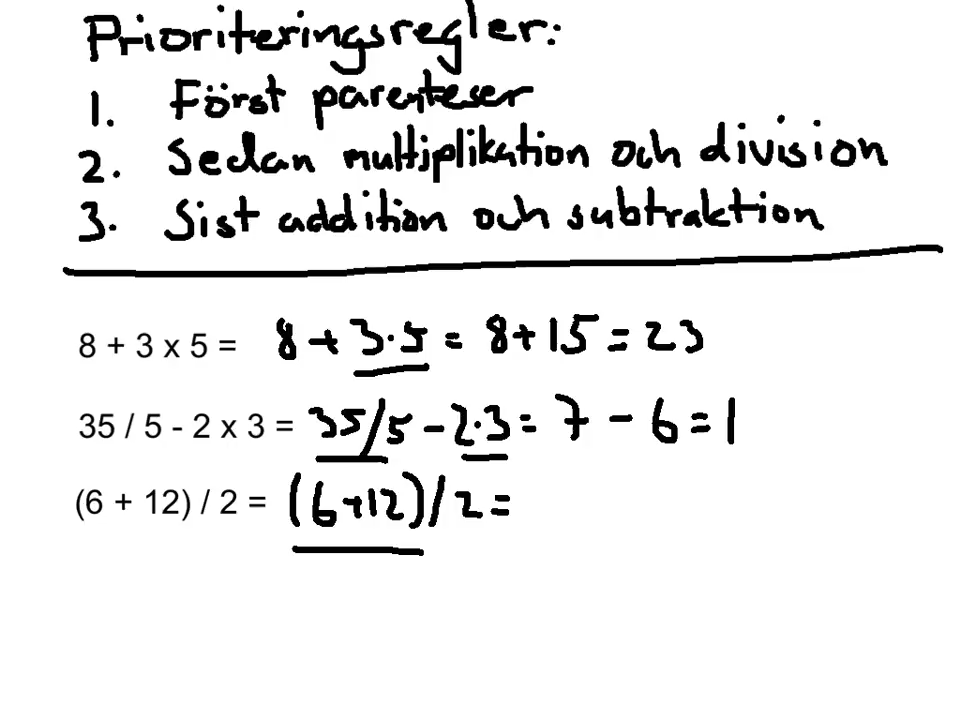 Prioriteringsregler:
1. Först parenteser
2. Sedan multiplikation och division
3. Sist addition och subtraktion
8 + 3 x 5 = 8 + 3·5 = 8+15 = 23
35 / 5 - 2 x 3 = 35/5 - 2·3 = 7 - 6 = 1
(6 + 12) / 2 = (6+12)/2 =